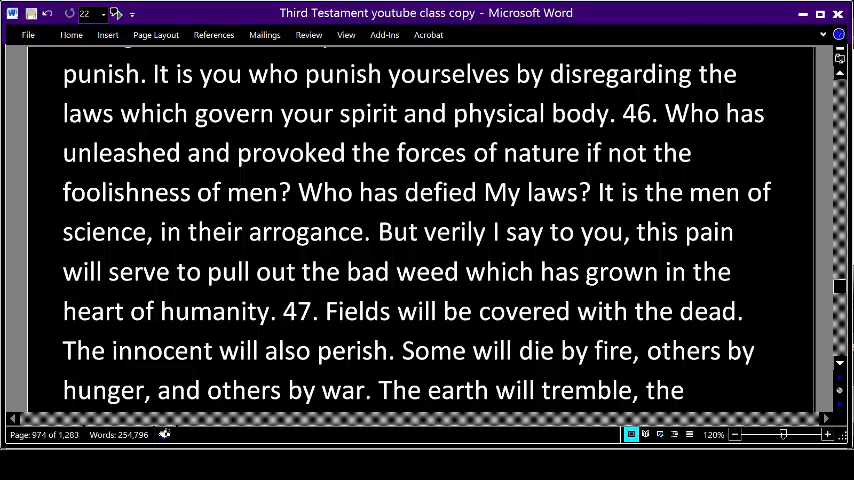 22
Third Testament youtube class copy - Microsoft Word
File Home Insert Page Layout References Mailings Review View Add-Ins Acrobat
punish. It is you who punish yourselves by disregarding the
laws which govern your spirit and physical body. 46. Who has
unleashed and provoked the forces of nature if not the
foolishness of men? Who has defied My laws? It is the men of
science, in their arrogance. But verily I say to you, this pain
will serve to pull out the bad weed which has grown in the
heart of humanity. 47. Fields will be covered with the dead.
The innocent will also perish. Some will die by fire, others by
hunger, and others by war. The earth will tremble, the
Page: 974 of 1,283 Words: 254,796 120%